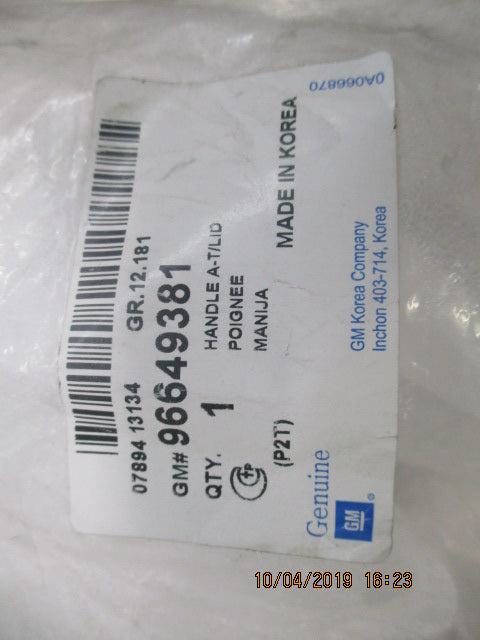 07894 13134 GR.12.181
GM# 96649381
QTY. 1
HANDLE A-T/LID
POIGNEE
MANIJA
MADE IN KOREA
(P2T)
Genuine
GM ®
GM Korea Company
Inchon 403-714, Korea
0A066870
10/04/2019 16:23